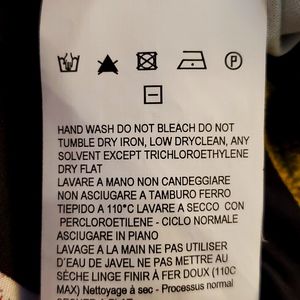 P
HAND WASH DO NOT BLEACH DO NOT
TUMBLE DRY IRON, LOW DRYCLEAN, ANY
SOLVENT EXCEPT TRICHLOROETHYLENE
DRY FLAT
LAVARE A MANO NON CANDEGGIARE
NON ASCIUGARE A TAMBURO FERRO
TIEPIDO A 110°C LAVARE A SECCO CON
PERCLOROETILENE - CICLO NORMALE
ASCIUGARE IN PIANO
LAVAGE A LA MAIN NE PAS UTILISER
D'EAU DE JAVEL NE PAS METTRE AU
SÈCHE LINGE FINIR À FER DOUX (110C
MAX) Nettoyage à sec - Processus normal